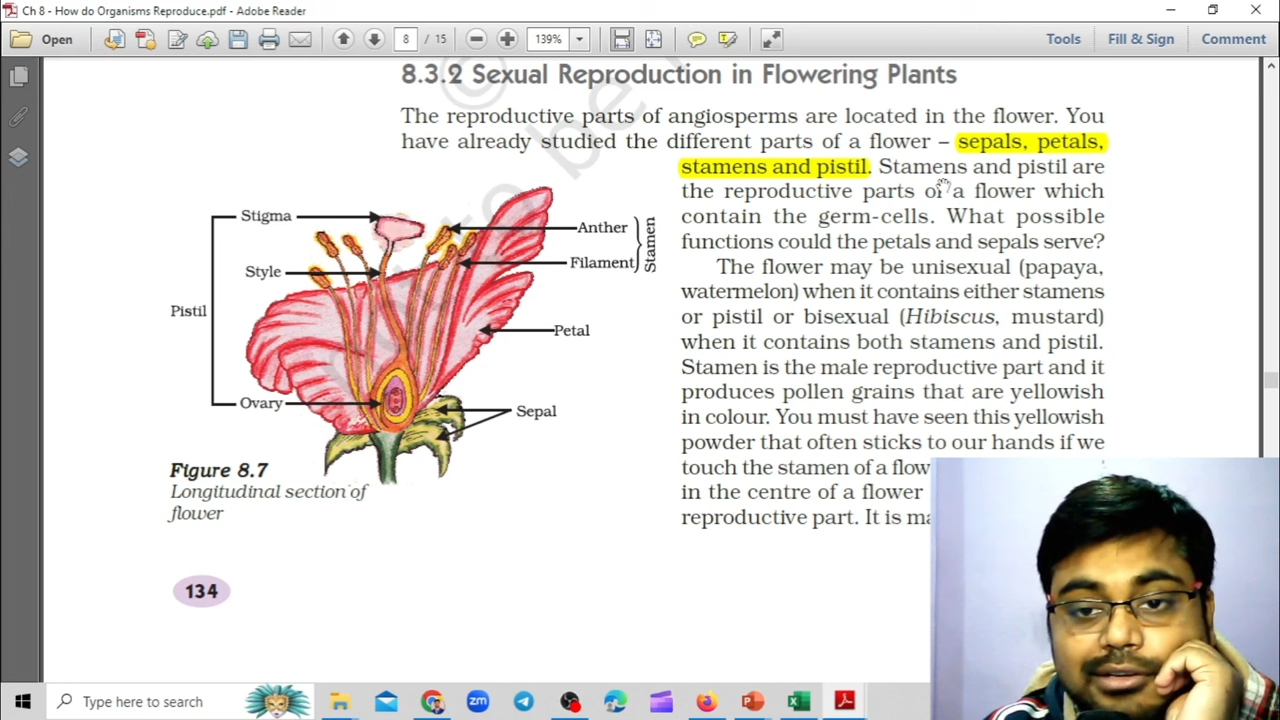 Ch 8 - How do Organisms Reproduce.pdf - Adobe Reader
Open
8 / 15
139%
Tools
Fill & Sign
Comment
8.3.2 Sexual Reproduction in Flowering Plants
The reproductive parts of angiosperms are located in the flower. You
have already studied the different parts of a flower – sepals, petals,
stamens and pistil. Stamens and pistil are
the reproductive parts of a flower which
contain the germ-cells. What possible
functions could the petals and sepals serve?
The flower may be unisexual (papaya,
watermelon) when it contains either stamens
or pistil or bisexual (Hibiscus, mustard)
when it contains both stamens and pistil.
Stamen is the male reproductive part and it
produces pollen grains that are yellowish
in colour. You must have seen this yellowish
powder that often sticks to our hands if we
touch the stamen of a flow
in the centre of a flower
reproductive part. It is ma
Stigma
Style
Pistil
Ovary
Anther
Filament
Stamen
Petal
Sepal
Figure 8.7
Longitudinal section of
flower
134
© 
to be
Type here to search